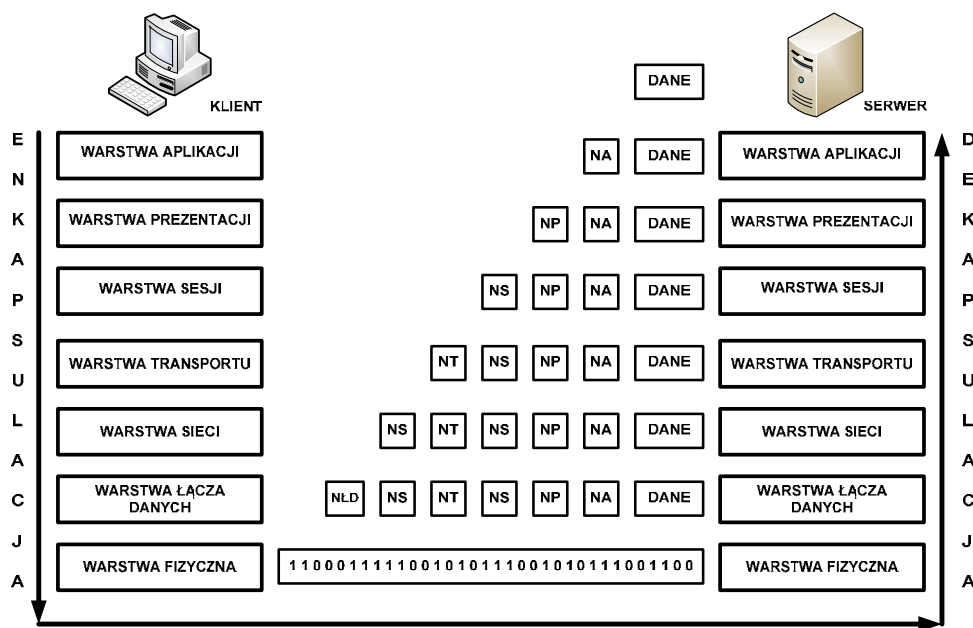 KLIENT
DANE
SERWER
ENKAPSULACJA
DEKAPSULACJA
WARSTWA APLIKACJI
NA DANE
WARSTWA APLIKACJI
WARSTWA PREZENTACJI
NP NA DANE
WARSTWA PREZENTACJI
WARSTWA SESJI
NS NP NA DANE
WARSTWA SESJI
WARSTWA TRANSPORTU
NT NS NP NA DANE
WARSTWA TRANSPORTU
WARSTWA SIECI
NS NT NS NP NA DANE
WARSTWA SIECI
WARSTWA ŁĄCZA
DANYCH
NŁD NS NT NS NP NA DANE
WARSTWA ŁĄCZA
DANYCH
WARSTWA FIZYCZNA
1100011111001010111001010111001100
WARSTWA FIZYCZNA